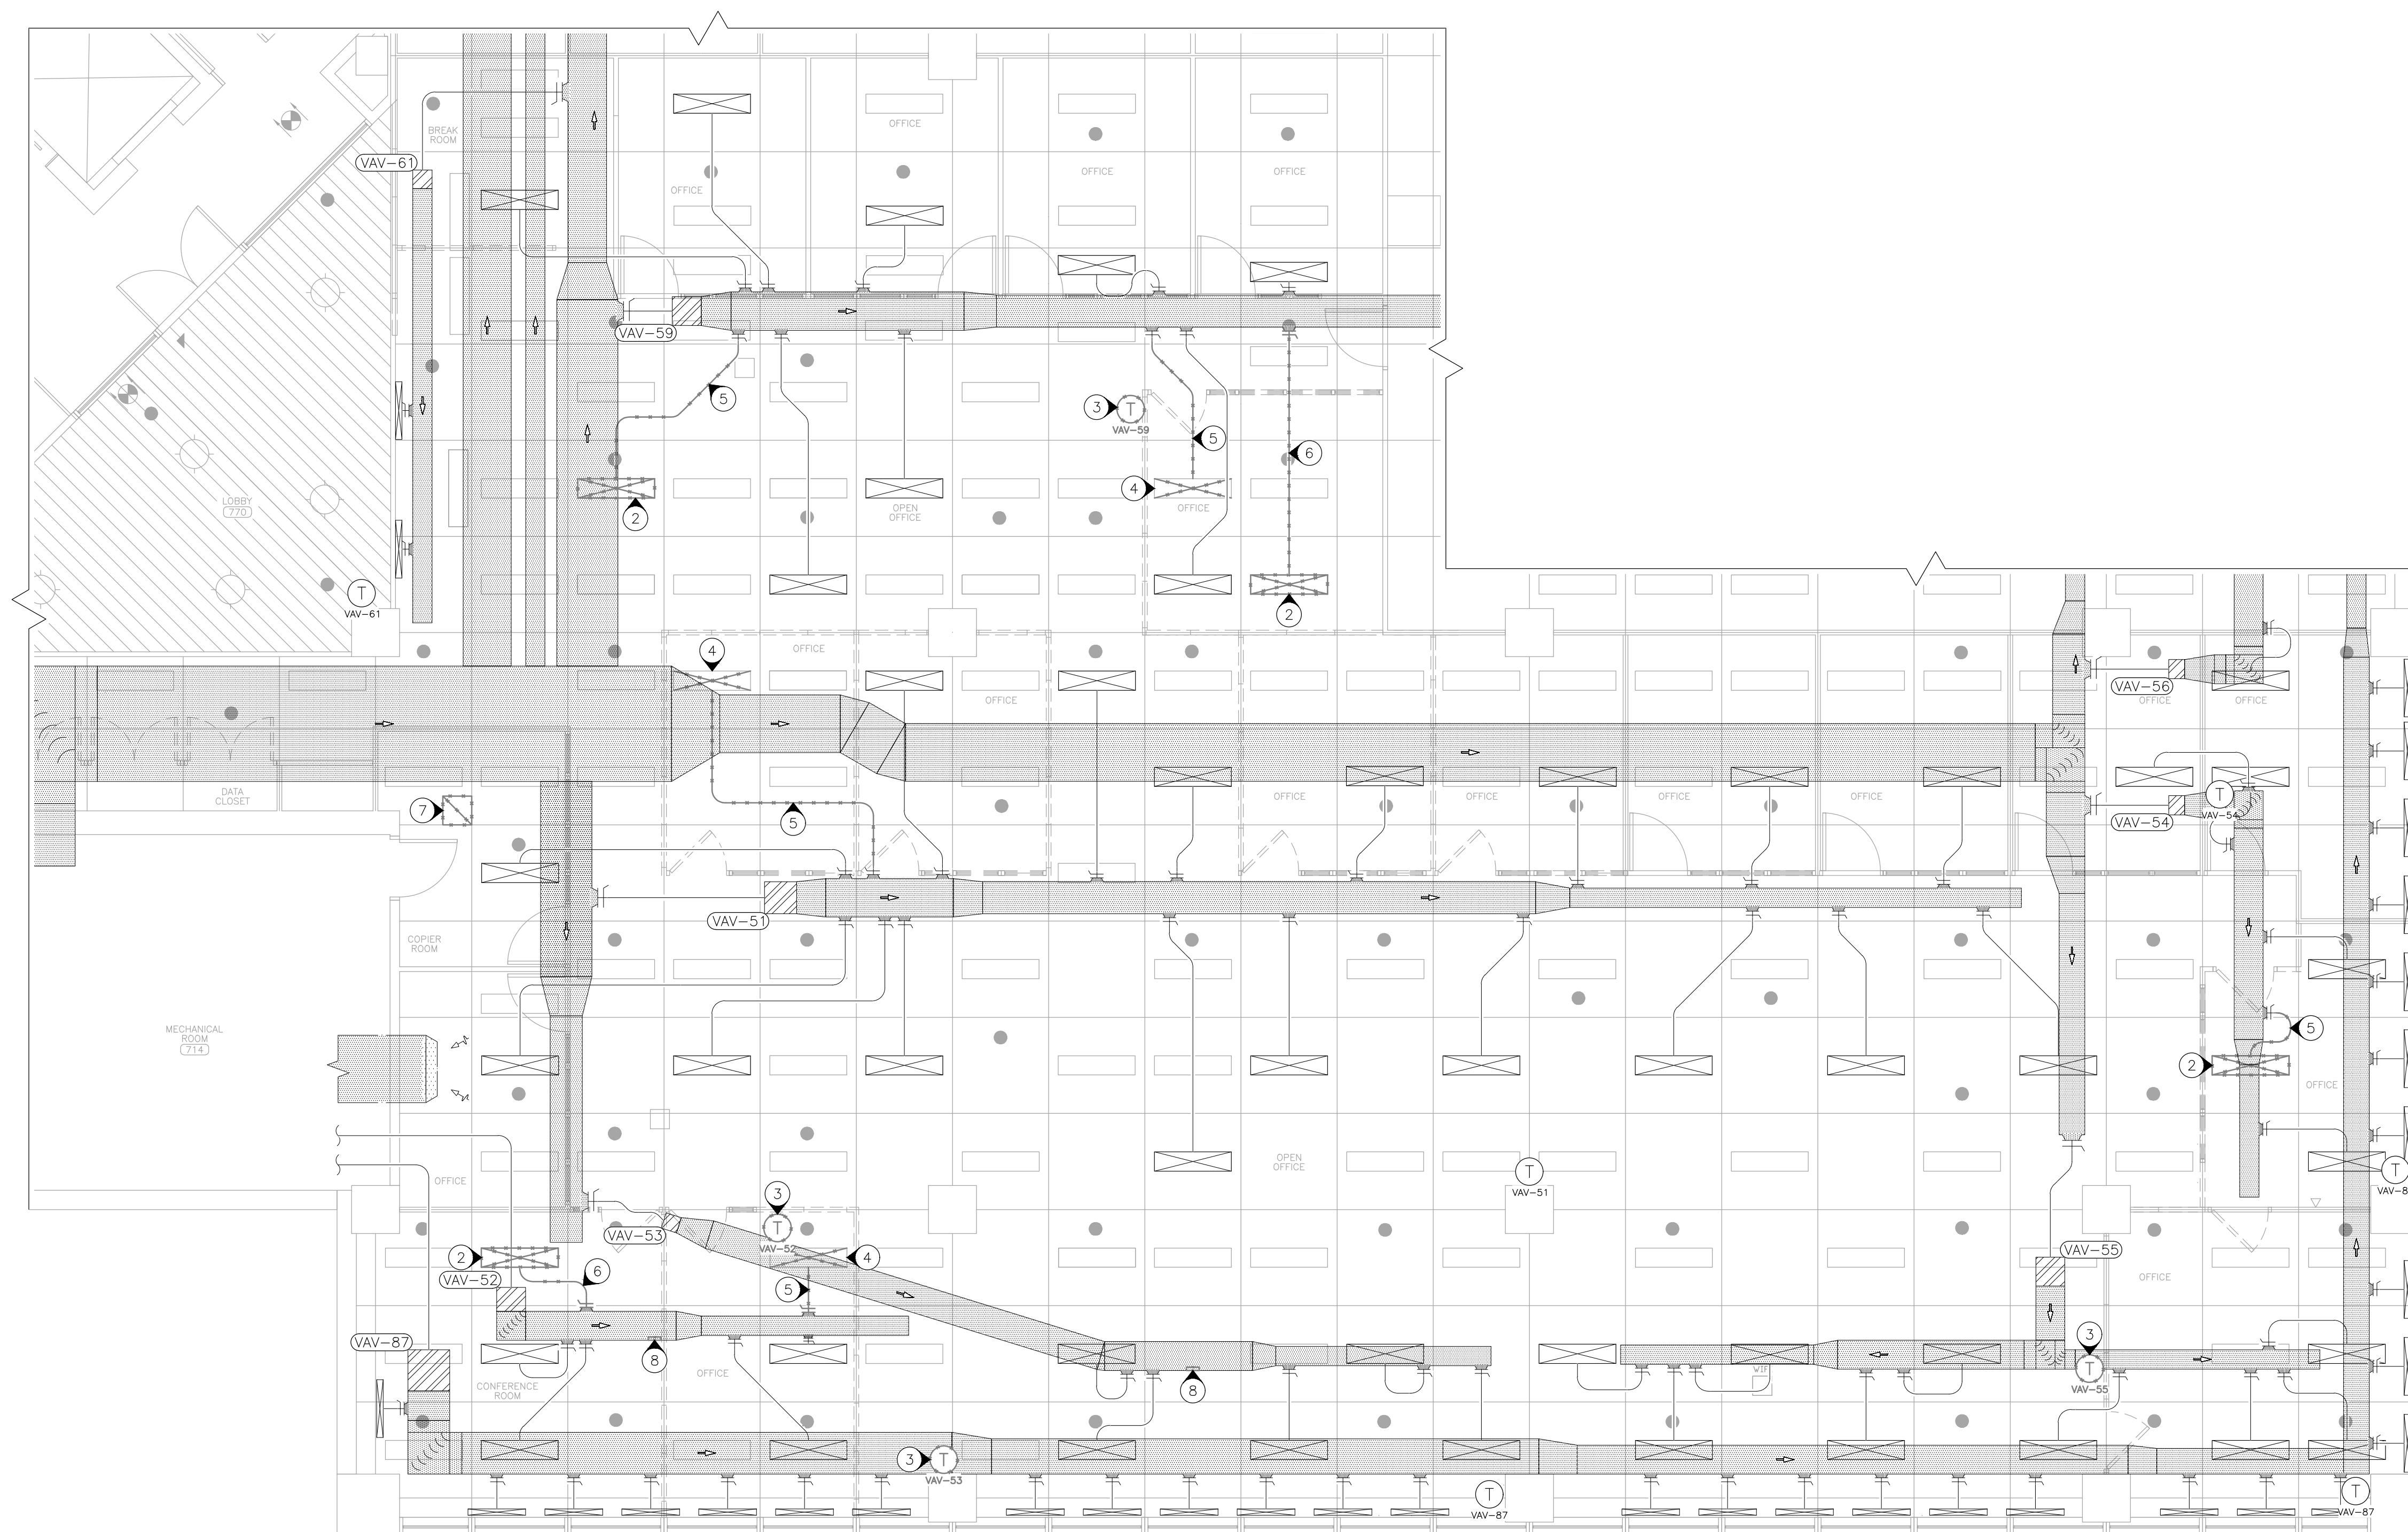 BREAK
ROOM
OFFICE
VAV-61
OFFICE
OFFICE
OFFICE
VAV-59
5
3
T
VAV-59
5
6
4
2
LOBBY
770
OPEN
OFFICE
OFFICE
T
VAV-61
2
4
OFFICE
OFFICE
VAV-56
OFFICE
OFFICE
DATA
CLOSET
7
5
OFFICE
OFFICE
OFFICE
OFFICE
T
VAV-54
VAV-54
VAV-51
COPIER
ROOM
MECHANICAL
ROOM
714
5
2
OFFICE
OPEN
OFFICE
T
VAV-51
T
OFFICE
3
T
VAV-52
VAV-53
2
4
VAV-52
6
5
VAV-55
OFFICE
VAV-87
8
3
T
VAV-55
OFFICE
WIF
CONFERENCE
ROOM
8
3
T
VAV-53
T
VAV-87
T
VAV-87